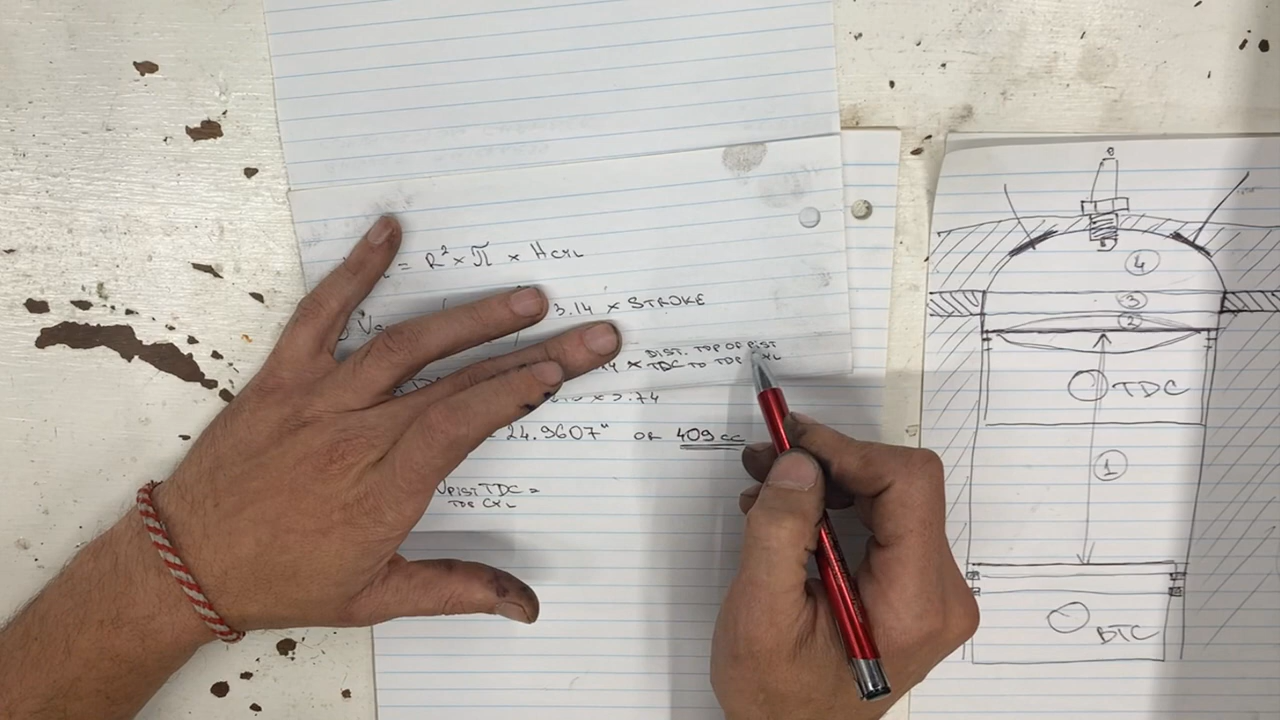 = R² × π × HCYL
3.14 × STROKE
DIST. TOP OF PIST
× TDC TO TOP CYL
× 3.74
= 24.9607" OR 409 cc
VPIST TDC =
TOP CYL
4
3
2
TDC
1
BTC